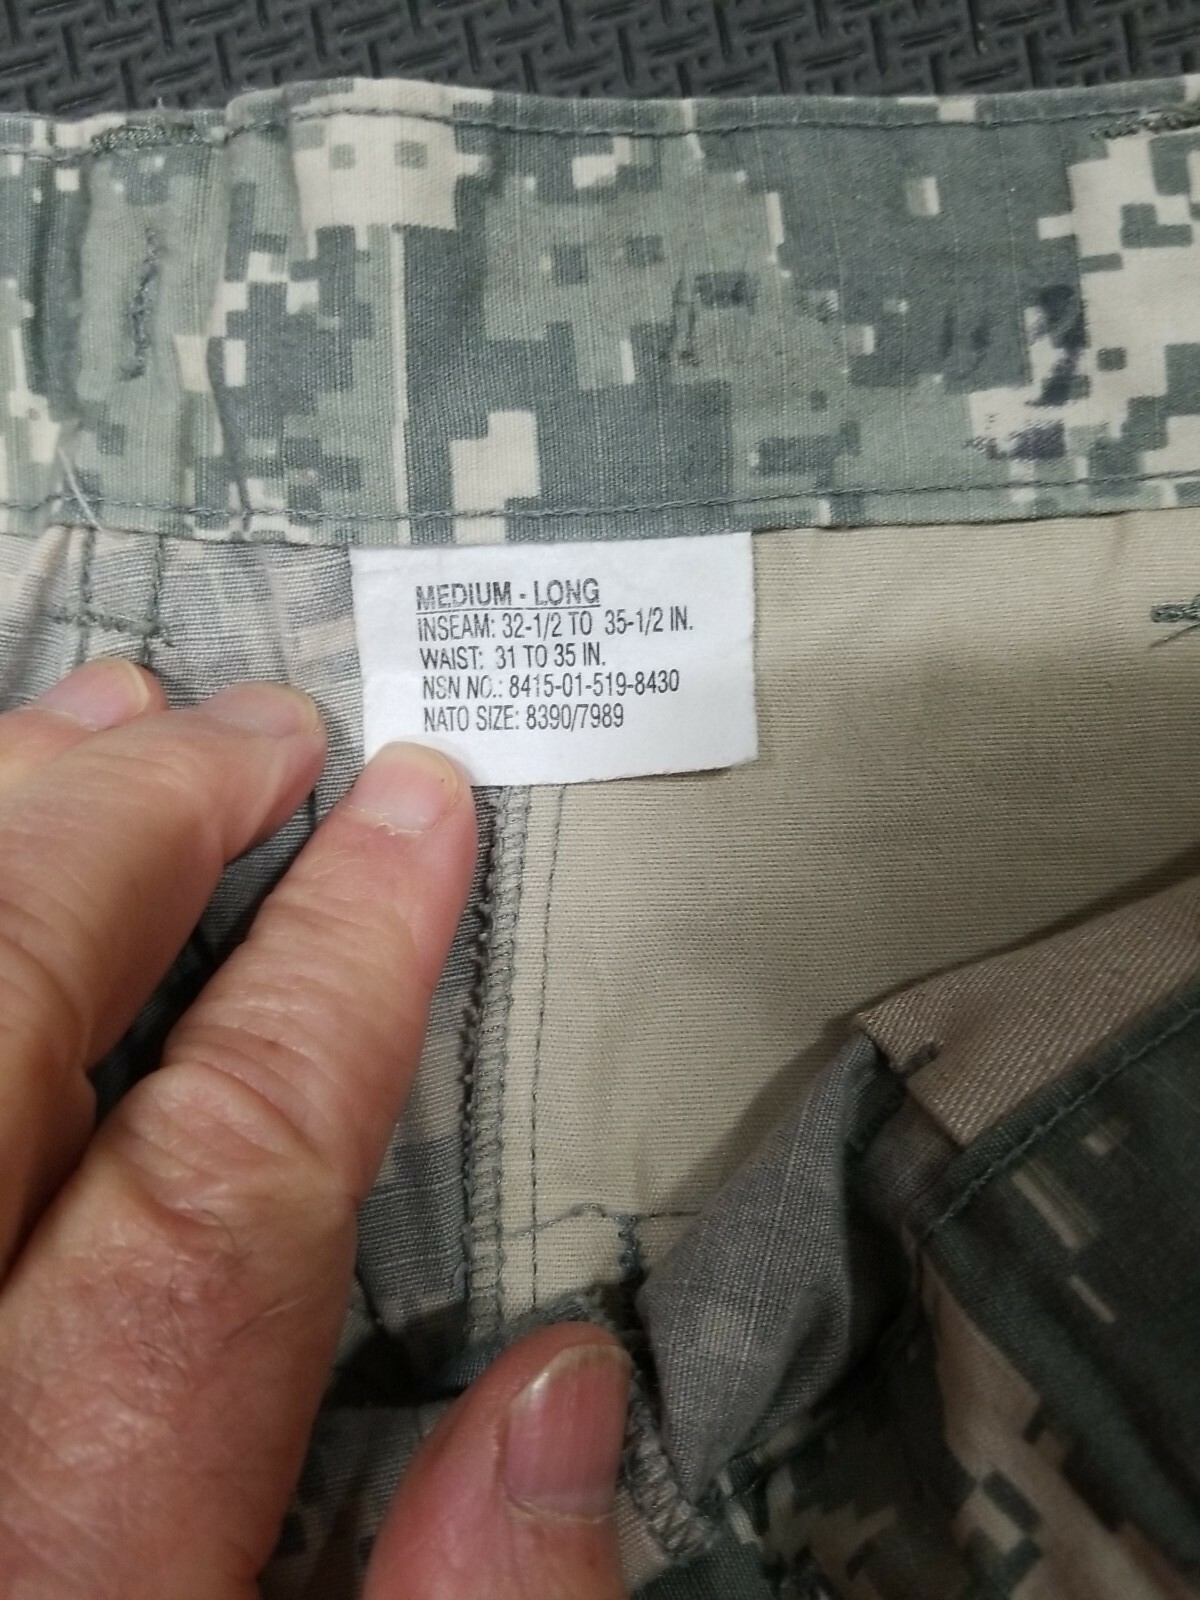 MEDIUM - LONG
INSEAM: 32-1/2 TO 35-1/2 IN.
WAIST: 31 TO 35 IN.
NSN NO.: 8415-01-519-8430
NATO SIZE: 8390/7989